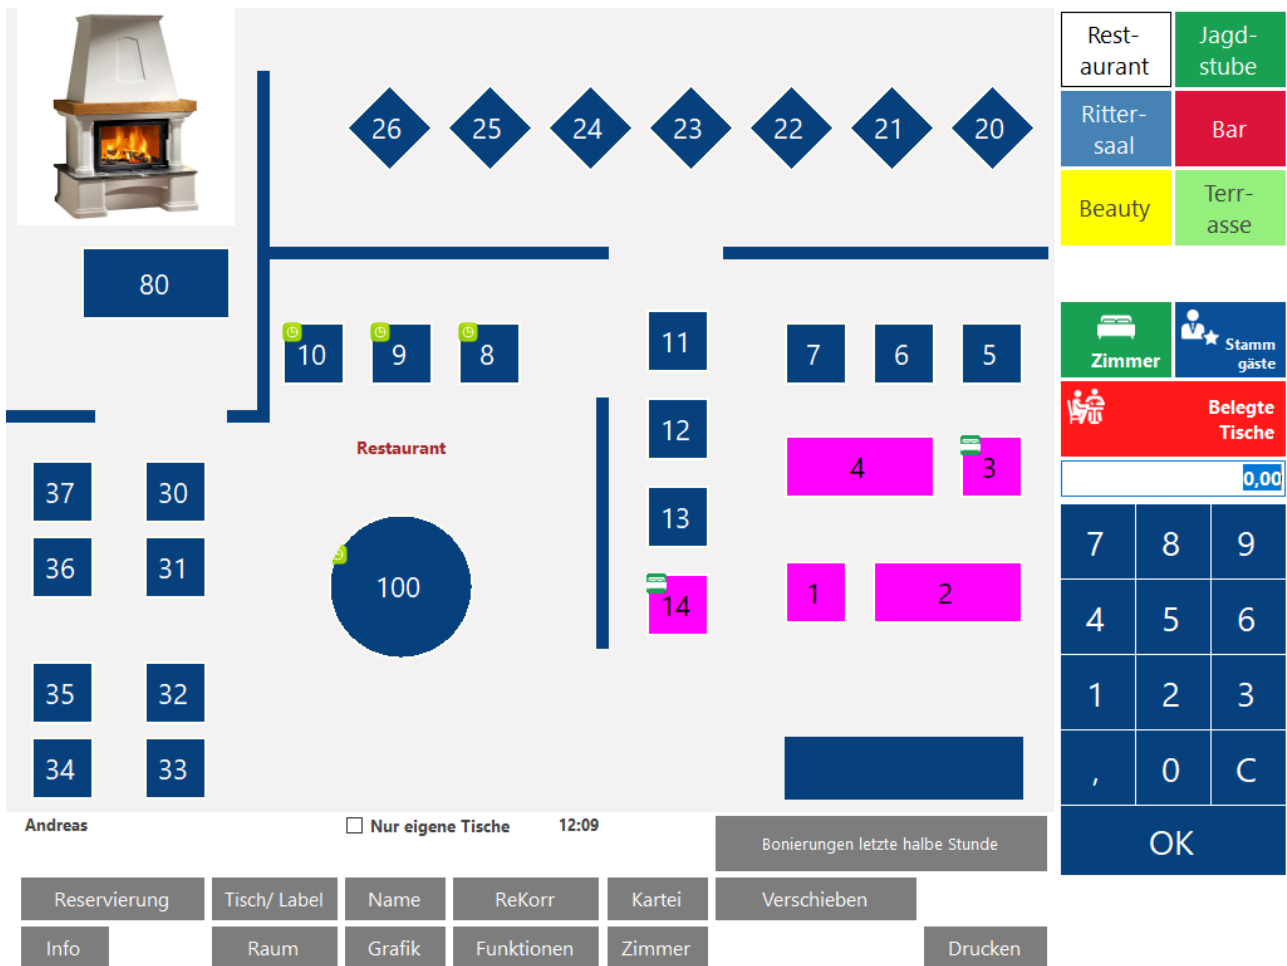 Rest-
aurant
Jagd-
stube
26
25
24
23
22
21
20
Ritter-
saal
Bar
Beauty
Terr-
asse
80
10
9
8
11
7
6
5
Zimmer
Stamm
gäste
Belegte
Tische
12
Restaurant
4
3
0,00
37
30
13
36
31
100
14
1
2
35
32
34
33
7
8
9
4
5
6
1
2
3
,
0
C
OK
Andreas
Nur eigene Tische
12:09
Bonierungen letzte halbe Stunde
Reservierung
Tisch/ Label
Name
ReKorr
Kartei
Verschieben
Info
Raum
Grafik
Funktionen
Zimmer
Drucken